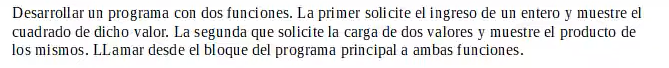 Desarrollar un programa con dos funciones. La primer solicite el ingreso de un entero y muestre el
cuadrado de dicho valor. La segunda que solicite la carga de dos valores y muestre el producto de
los mismos. LLamar desde el bloque del programa principal a ambas funciones.